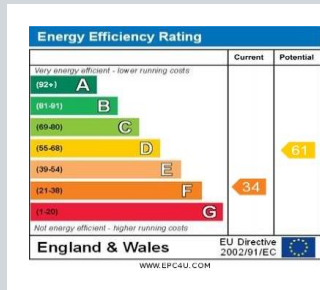 Energy Efficiency Rating
Current Potential
Very energy efficient - lower running costs
(92+) A
(81-91) B
(69-80) C
(55-68) D
61
(39-54) E
(21-38) F
34
(1-20) G
Not energy efficient - higher running costs
England & Wales
EU Directive
2002/91/EC
WWW.EPC4U.COM